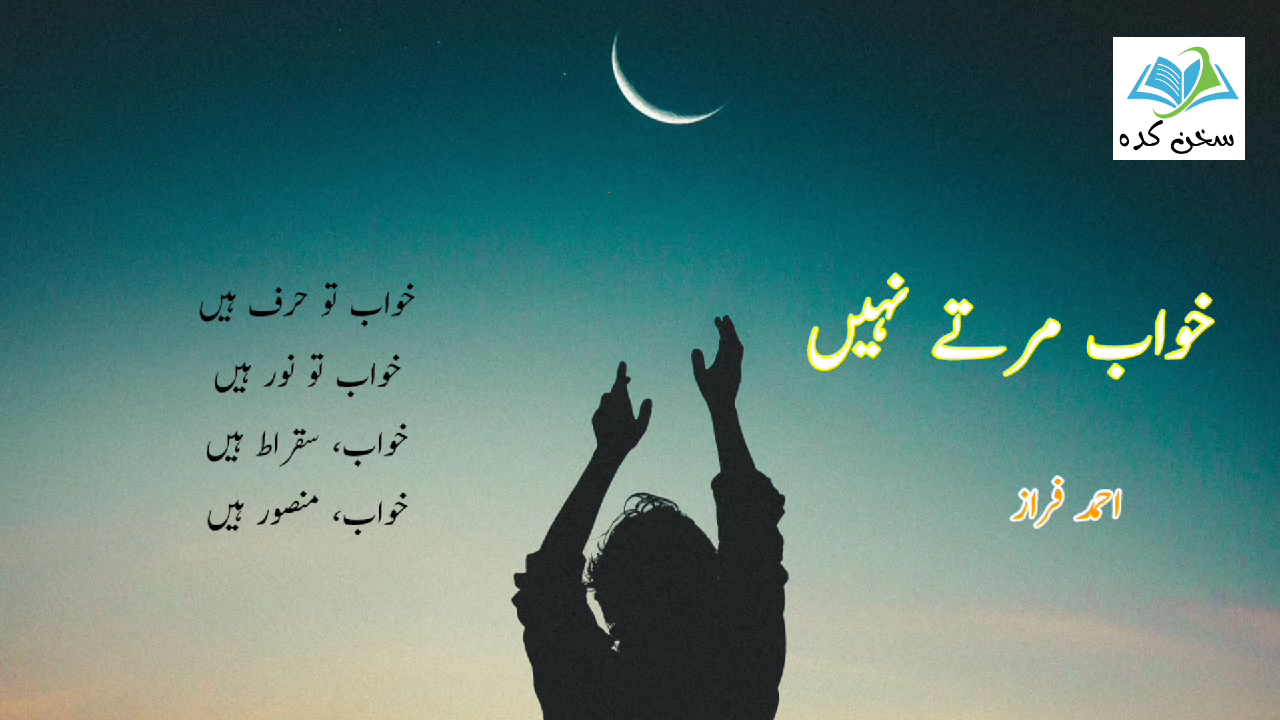 سخن کدہ
خواب مرتے نہیں
احمد فراز
خواب تو حرف ہیں
خواب تو نور ہیں
خواب، سقراط ہیں
خواب، منصور ہیں